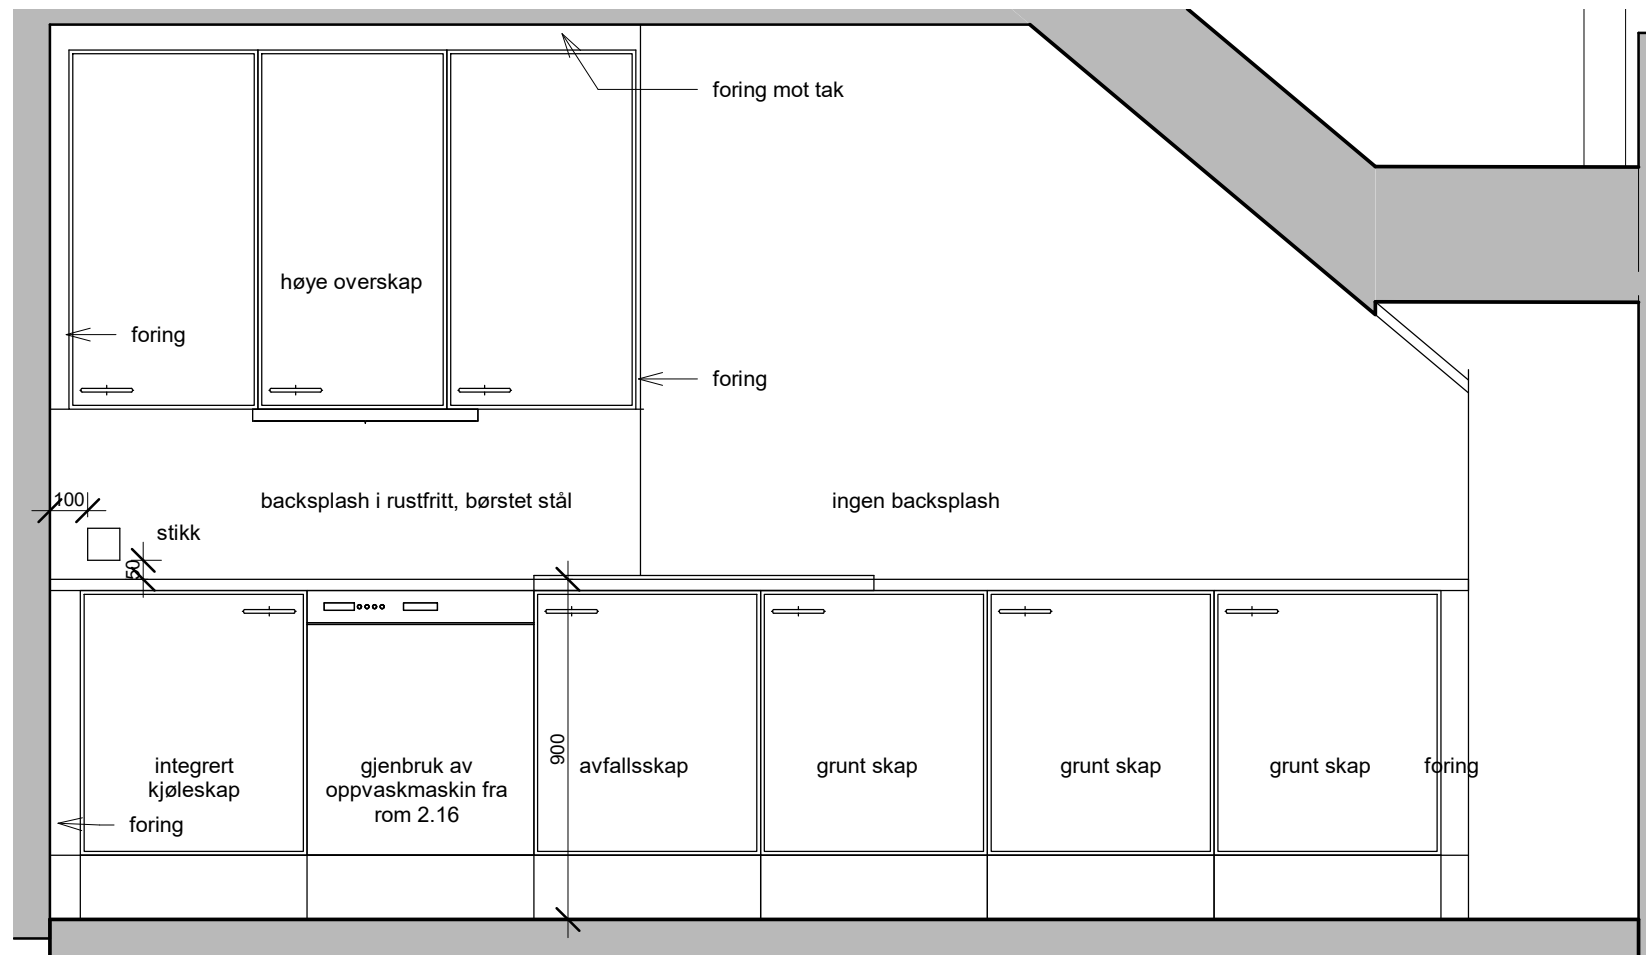 foring mot tak
høye overskap
foring
foring
100
backsplash i rustfritt, børstet stål
ingen backsplash
stikk
50
900
integrert
kjøleskap
gjenbruk av
oppvaskmaskin fra
rom 2.16
avfallsskap
grunt skap
grunt skap
grunt skap
foring
foring